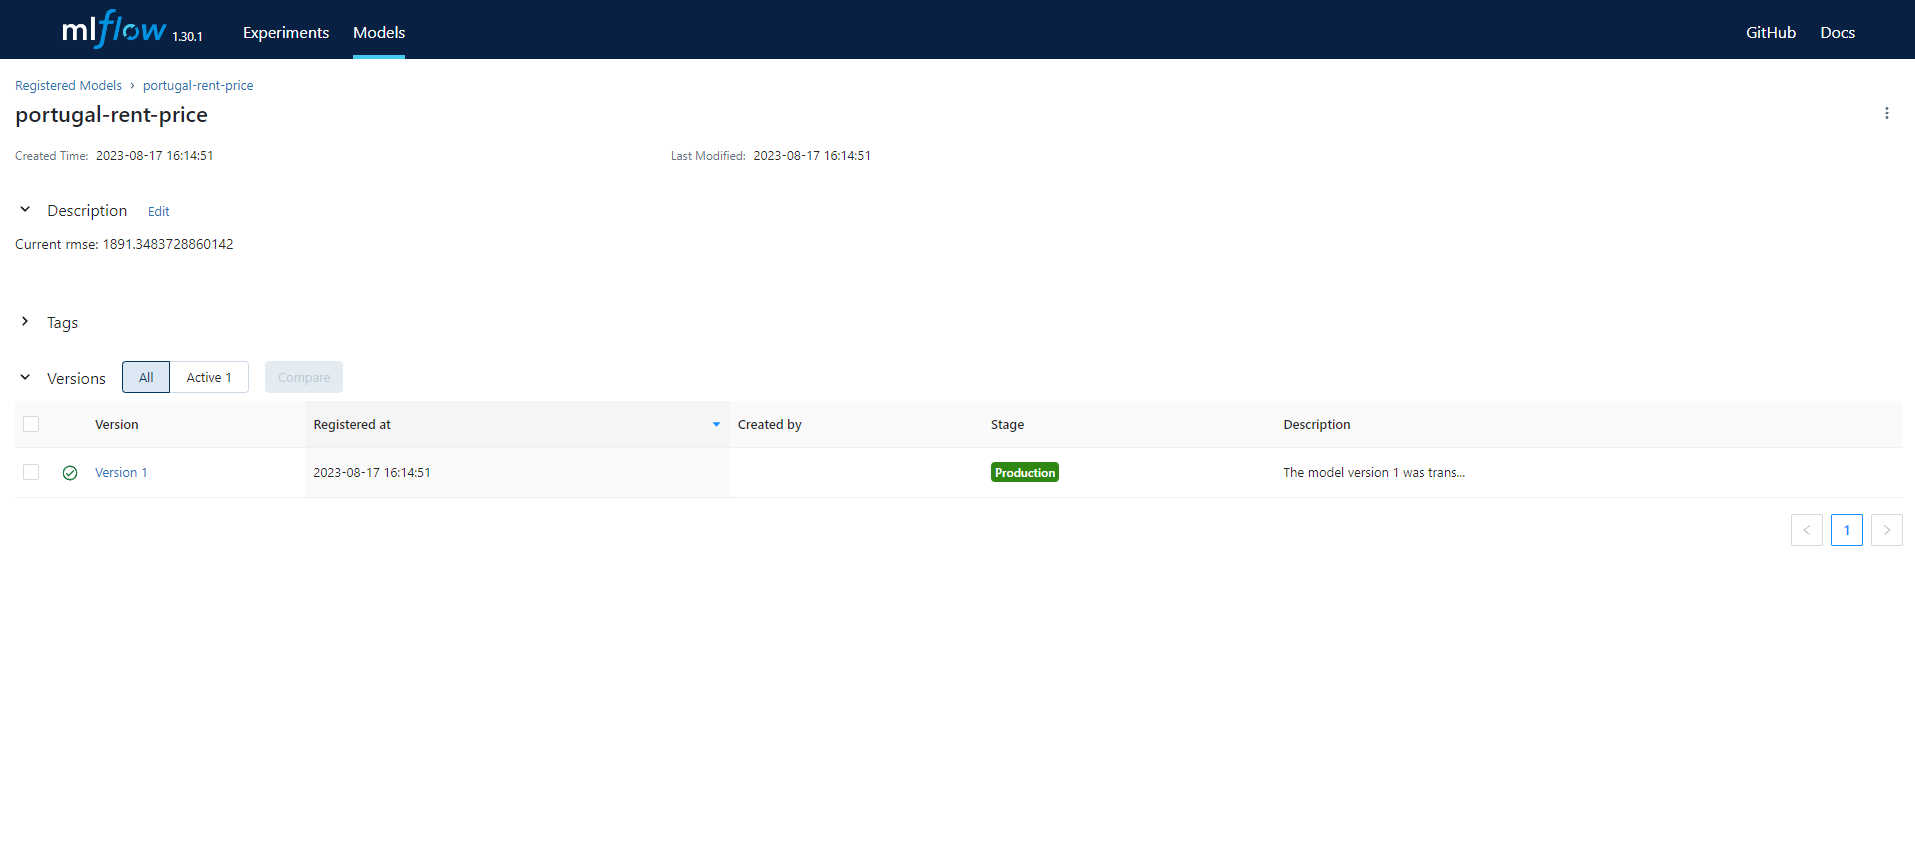 mlflow 1.30.1 Experiments Models GitHub Docs
Registered Models › portugal-rent-price
portugal-rent-price
Created Time: 2023-08-17 16:14:51 Last Modified: 2023-08-17 16:14:51
Description Edit
Current rmse: 1891.3483728860142
Tags
Versions All Active 1 Compare
Version Registered at Created by Stage Description
Version 1 2023-08-17 16:14:51 Production The model version 1 was trans...
< 1 >